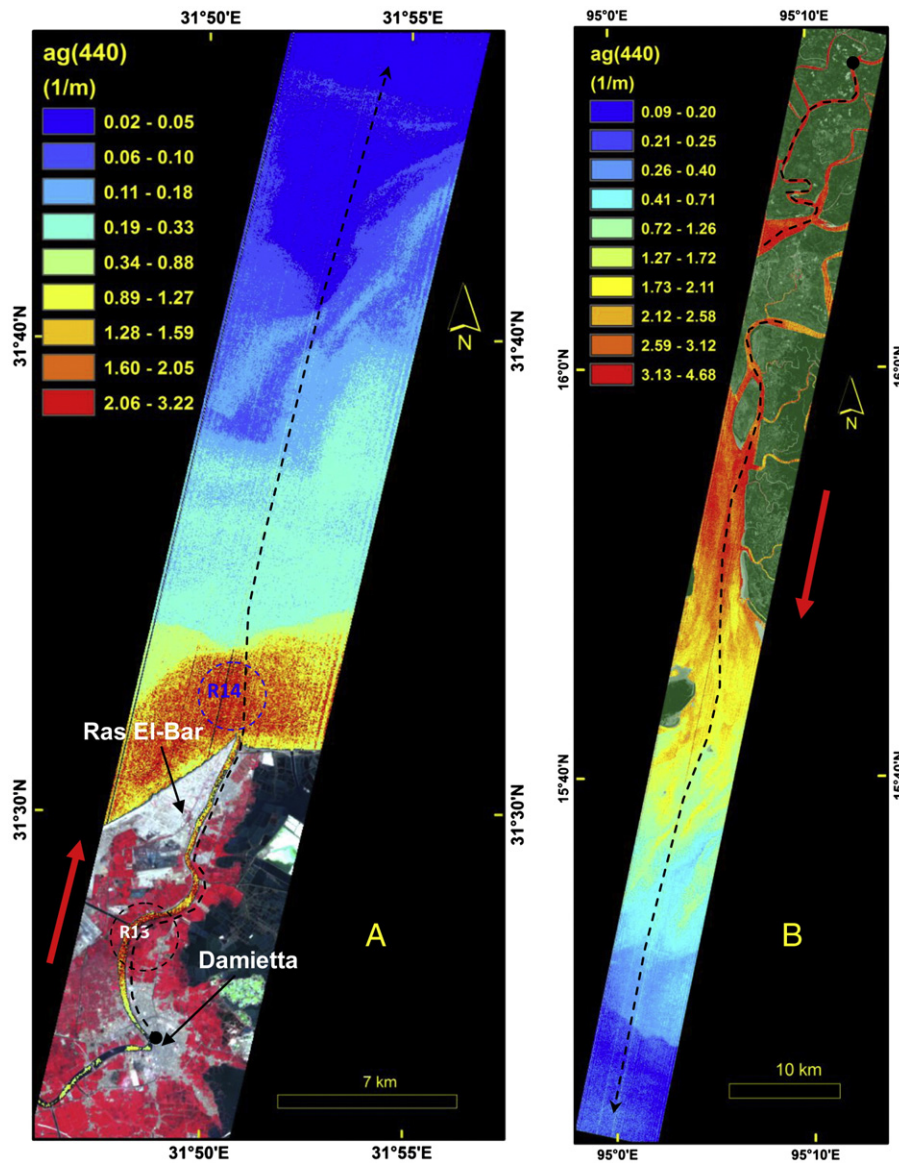 31°50'E
31°55'E
ag(440)
(1/m)
0.02 - 0.05
0.06 - 0.10
0.11 - 0.18
0.19 - 0.33
0.34 - 0.88
0.89 - 1.27
1.28 - 1.59
1.60 - 2.05
2.06 - 3.22
N
31°40'N
31°40'N
R14
Ras El-Bar
31°30'N
31°30'N
R13
A
Damietta
7 km
31°50'E
31°55'E
95°0'E
95°10'E
ag(440)
(1/m)
0.09 - 0.20
0.21 - 0.25
0.26 - 0.40
0.41 - 0.71
0.72 - 1.26
1.27 - 1.72
1.73 - 2.11
2.12 - 2.58
2.59 - 3.12
3.13 - 4.68
16°0'N
16°0'N
N
15°40'N
15°40'N
B
10 km
95°0'E
95°10'E